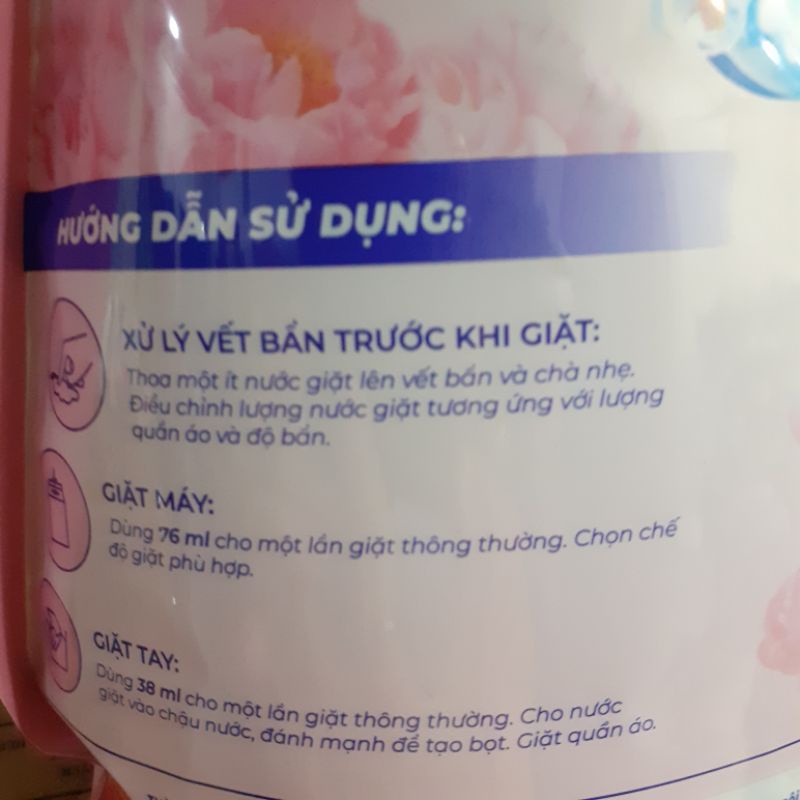 HƯỚNG DẪN SỬ DỤNG:
XỬ LÝ VẾT BẨN TRƯỚC KHI GIẶT:
Thoa một ít nước giặt lên vết bẩn và chà nhẹ.
Điều chỉnh lượng nước giặt tương ứng với lượng
quần áo và độ bẩn.
GIẶT MÁY:
Dùng 76 ml cho một lần giặt thông thường. Chọn chế
độ giặt phù hợp.
GIẶT TAY:
Dùng 38 ml cho một lần giặt thông thường. Cho nước
giặt vào chậu nước, đánh mạnh để tạo bọt. Giặt quần áo.